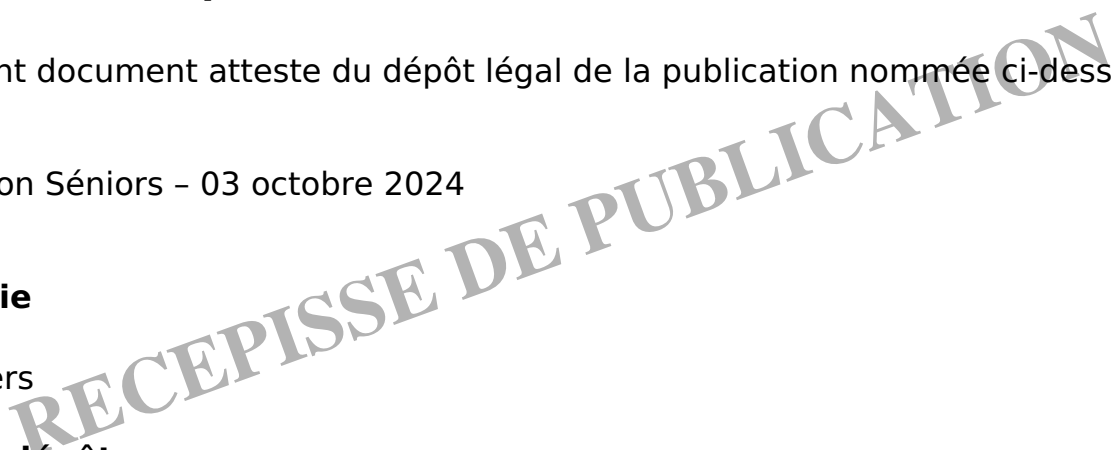 nt document atteste du dépôt légal de la publication nommée ci-dess
on Séniors – 03 octobre 2024
ie
ers
dépôt
RECEPISSE DE PUBLICATION